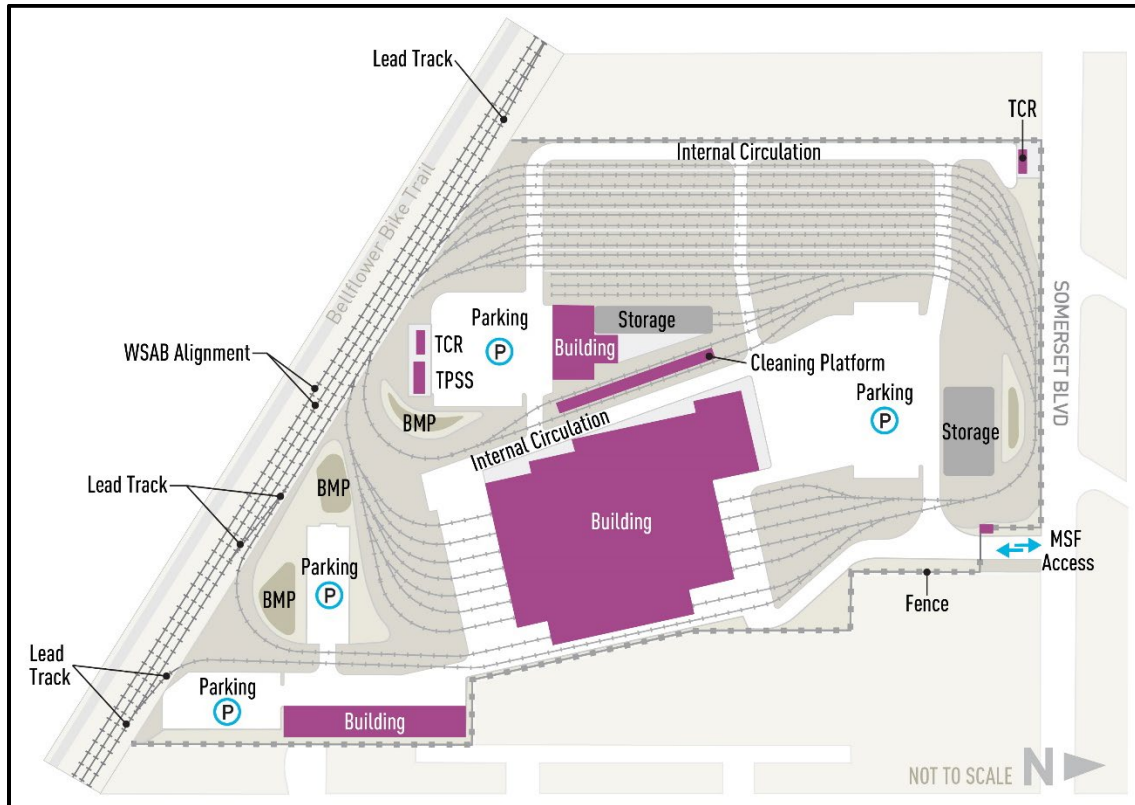 Lead Track
TCR
Internal Circulation
Bellflower Bike Trail
SOMERSET BLVD
WSAB Alignment
TCR
TPSS
Parking
P
Building
Storage
Cleaning Platform
BMP
Internal Circulation
Parking
P
Storage
Lead Track
BMP
Building
Parking
P
BMP
MSF
Access
Fence
Lead
Track
Parking
P
Building
NOT TO SCALE N